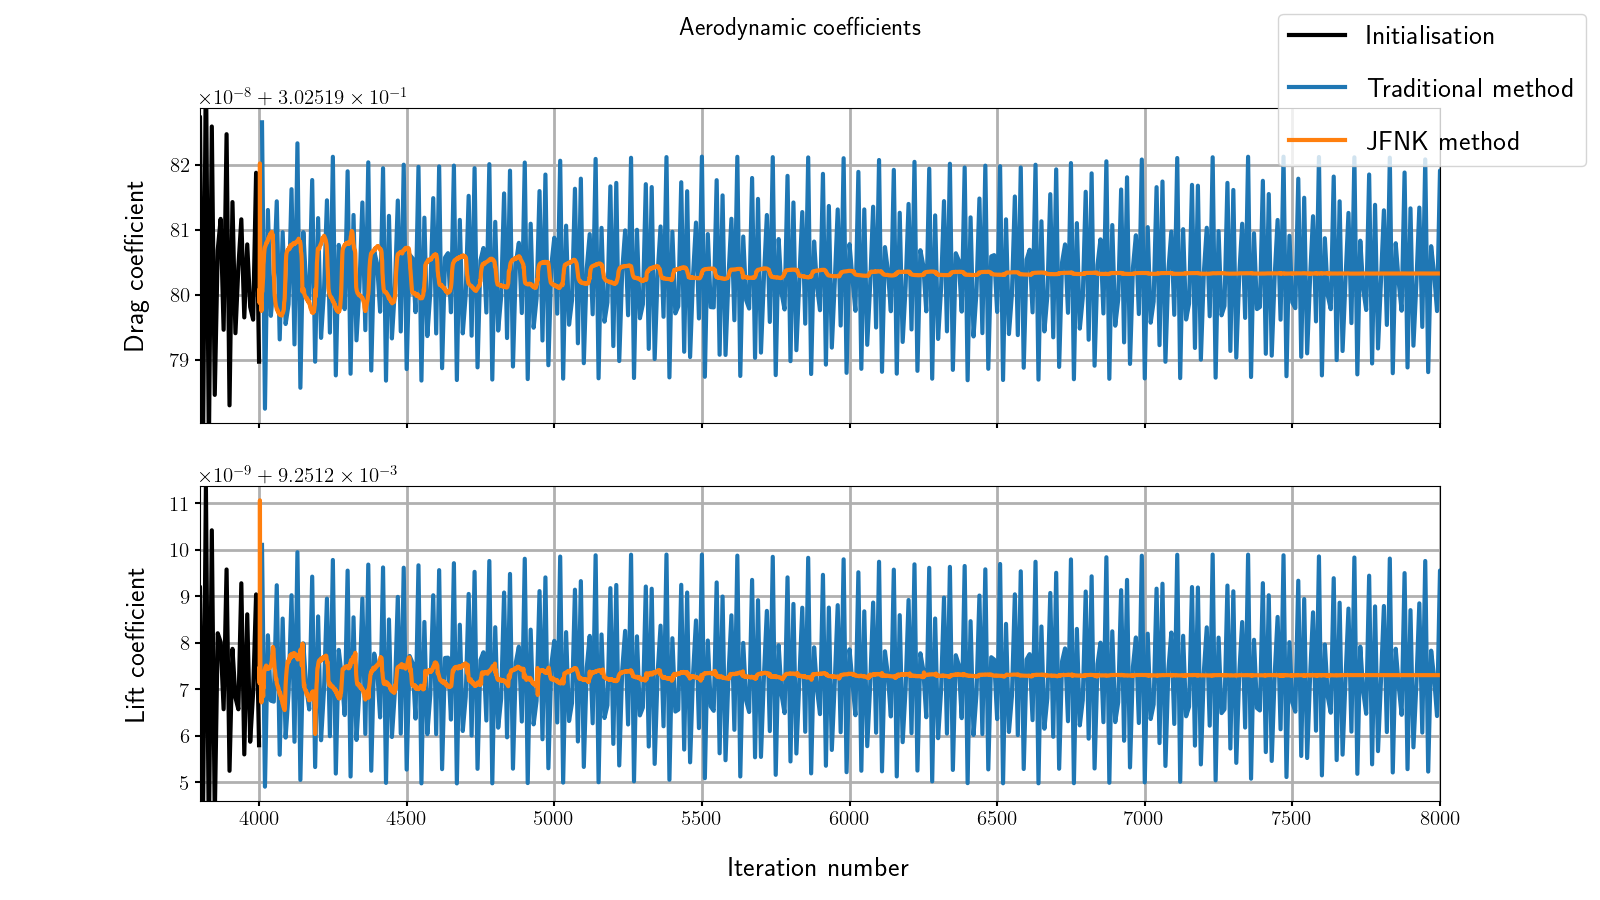 Aerodynamic coefficients
Initialisation
Traditional method
JFNK method
×10⁻⁸ + 3.02519 × 10⁻¹
82
81
80
79
Drag coefficient
×10⁻⁹ + 9.2512 × 10⁻³
11
10
9
8
7
6
5
Lift coefficient
4000 4500 5000 5500 6000 6500 7000 7500 8000
Iteration number